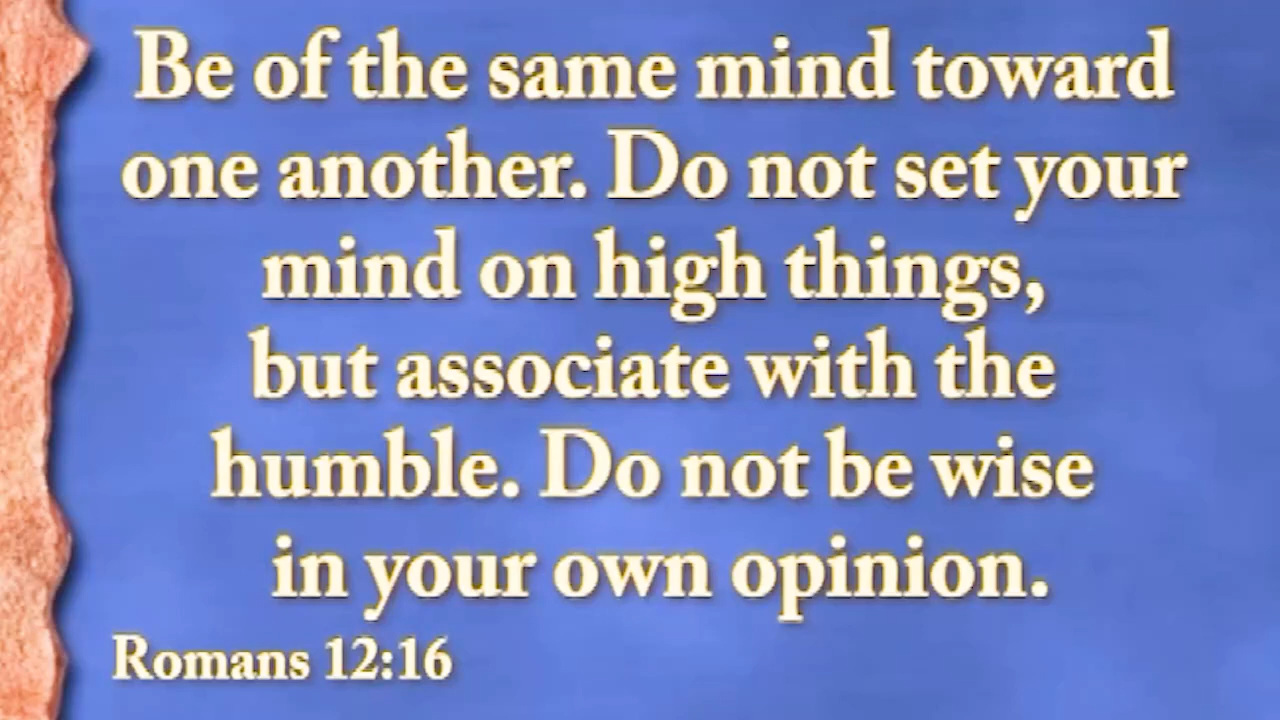 Be of the same mind toward
one another. Do not set your
mind on high things,
but associate with the
humble. Do not be wise
in your own opinion.
Romans 12:16